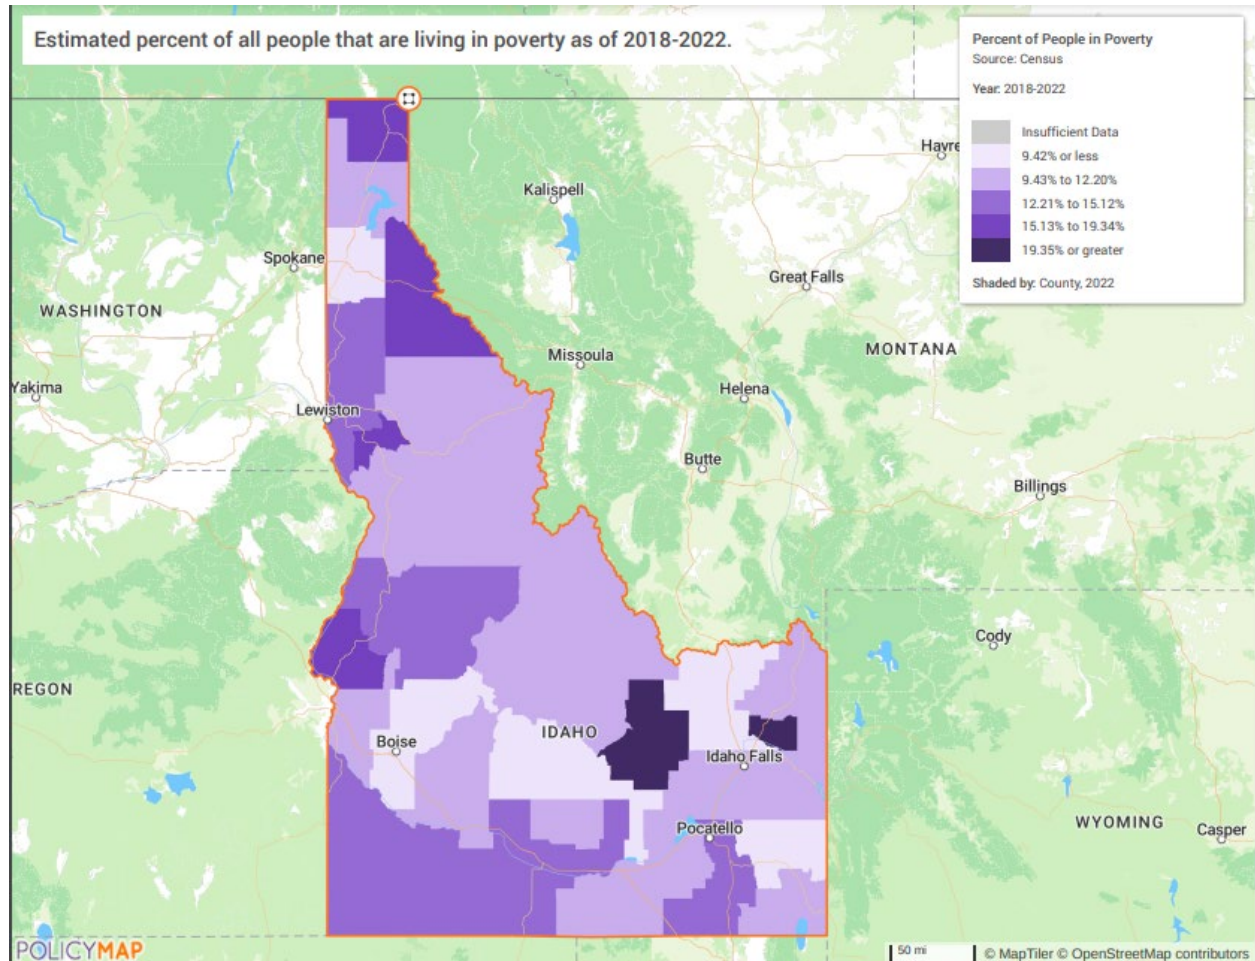 Estimated percent of all people that are living in poverty as of 2018-2022.
Percent of People in Poverty
Source: Census
Year: 2018-2022
Insufficient Data
9.42% or less
9.43% to 12.20%
12.21% to 15.12%
15.13% to 19.34%
19.35% or greater
Shaded by: County, 2022
Havre
Kalispell
Spokane
Great Falls
WASHINGTON
MONTANA
Missoula
Yakima
Helena
Lewiston
Butte
Billings
Cody
REGON
IDAHO
Boise
Idaho Falls
Pocatello
WYOMING
Casper
POLICYMAP
50 mi
© MapTiler © OpenStreetMap contributors